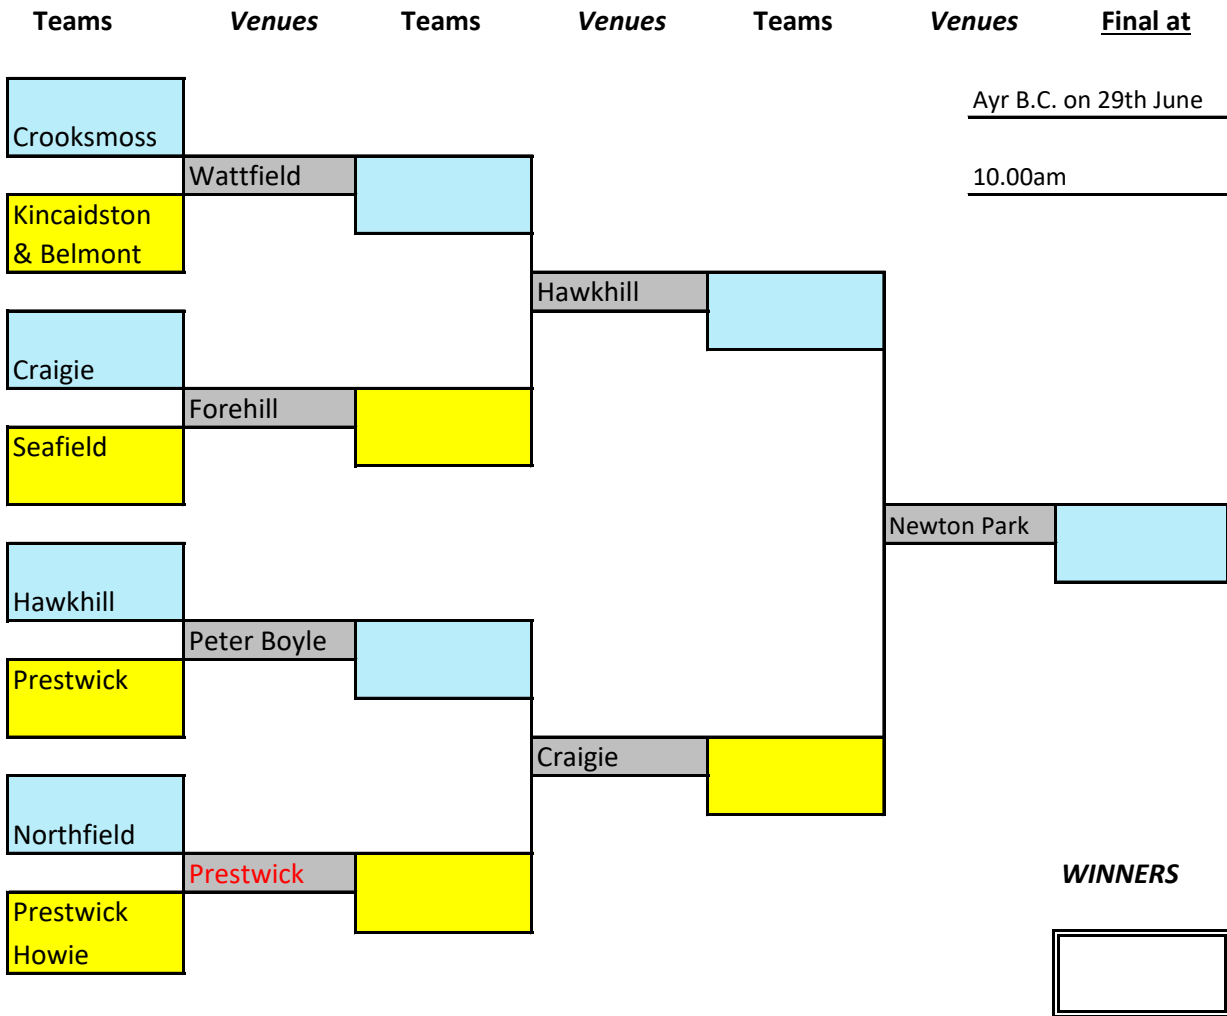 Teams Venues Teams Venues Teams Venues Final at
Ayr B.C. on 29th June
Crooksmoss
Wattfield
10.00am
Kincaidston
& Belmont
Hawkhill
Craigie
Forehill
Seafield
Newton Park
Hawkhill
Peter Boyle
Prestwick
Craigie
Northfield
Prestwick
WINNERS
Prestwick
Howie